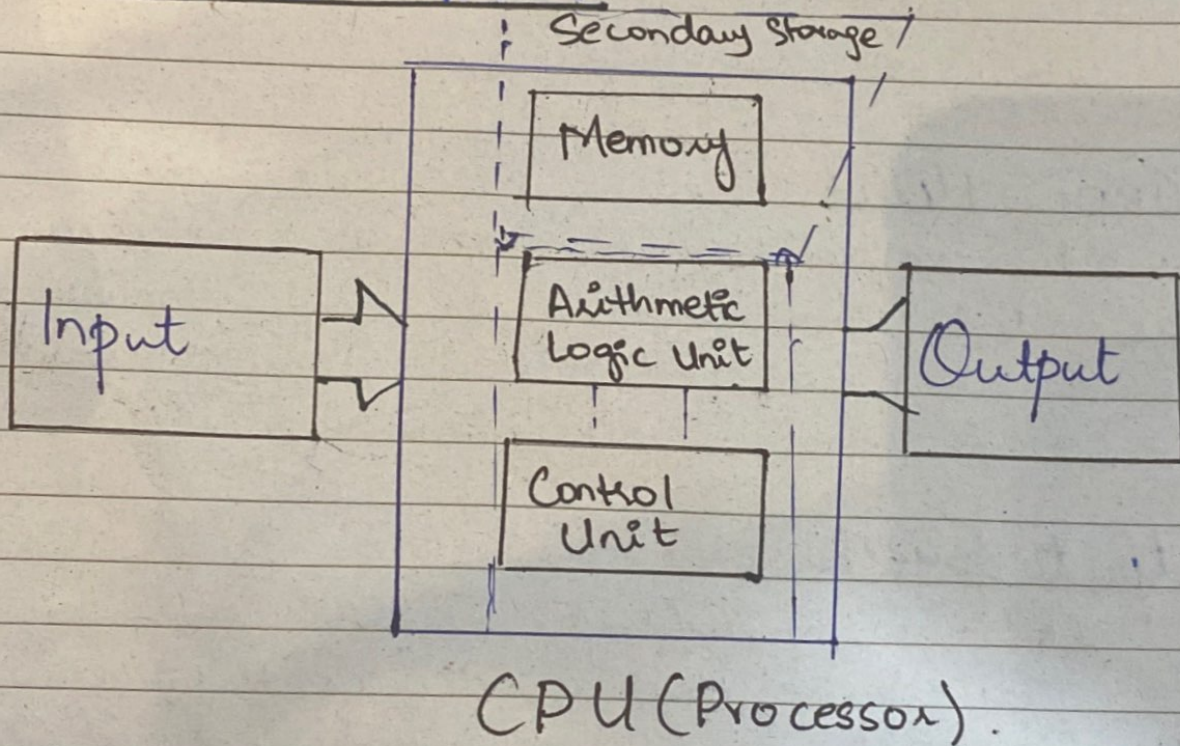 Secondary Storage
Memory
Input
Arithmetic
Logic Unit
Output
Control
Unit
CPU (Processor).